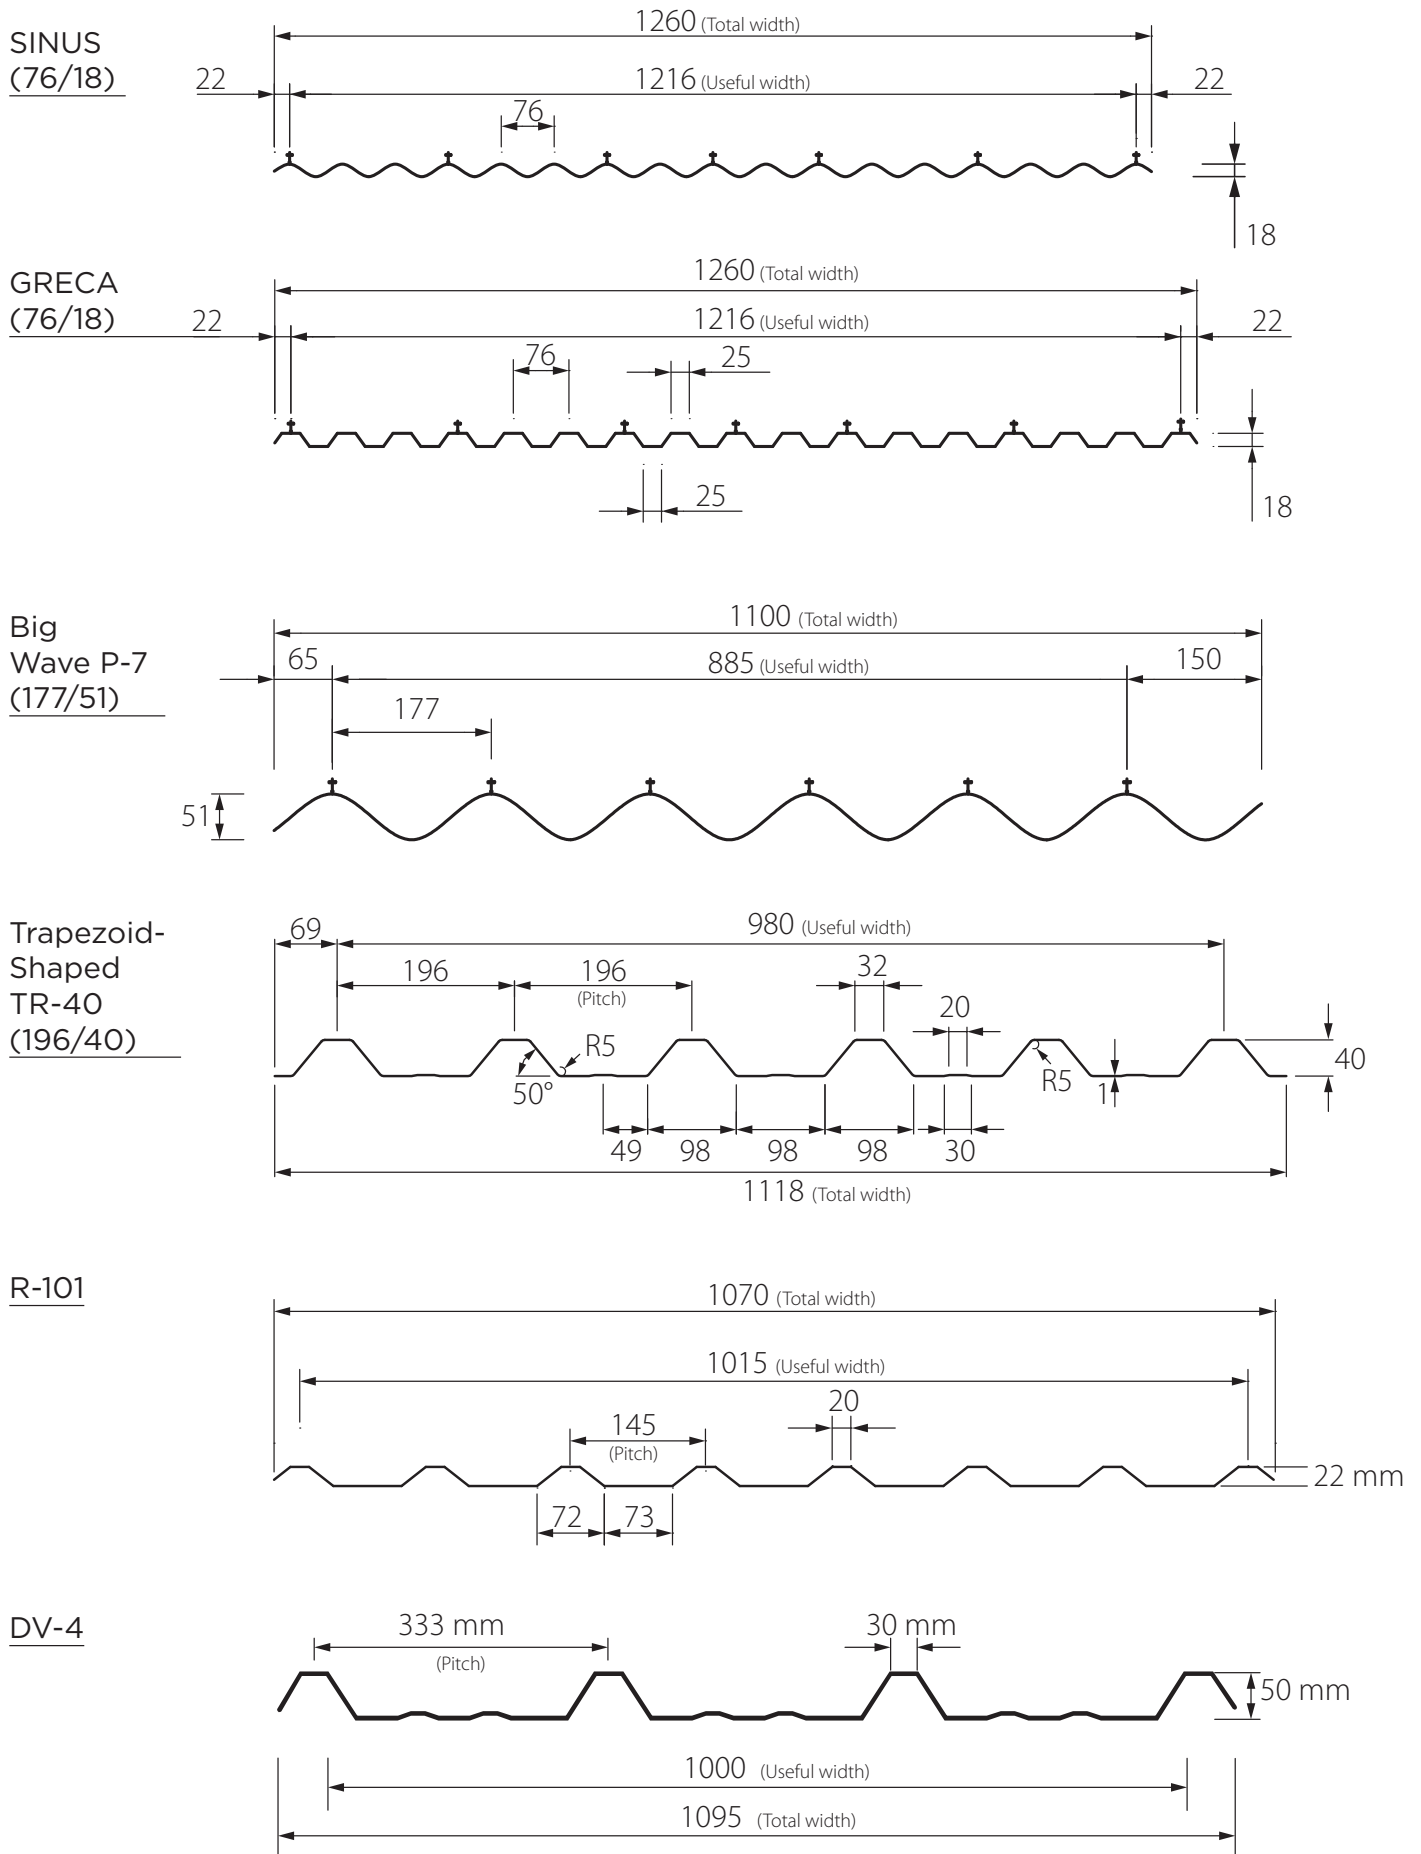 SINUS
(76/18)
1260 (Total width)
22
1216 (Useful width)
22
76
18
GRECA
(76/18)
1260 (Total width)
22
1216 (Useful width)
22
76
25
25
18
Big
Wave P-7
(177/51)
1100 (Total width)
65
885 (Useful width)
150
177
51
Trapezoid-
Shaped
TR-40
(196/40)
69
980 (Useful width)
196
196
(Pitch)
32
20
R5
50°
R5
1
40
49
98
98
98
30
1118 (Total width)
R-101
1070 (Total width)
1015 (Useful width)
20
145
(Pitch)
22 mm
72
73
DV-4
333 mm
(Pitch)
30 mm
50 mm
1000 (Useful width)
1095 (Total width)